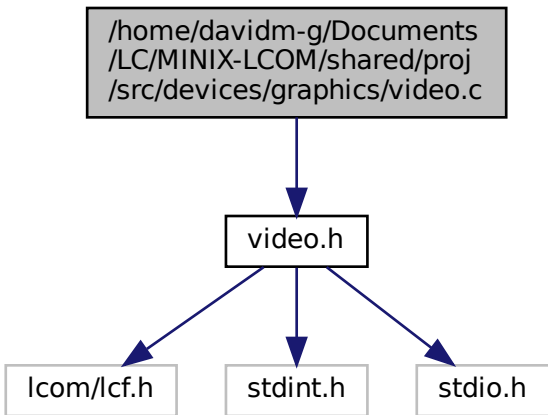 /home/davidm-g/Documents
/LC/MINIX-LCOM/shared/proj
/src/devices/graphics/video.c
video.h
lcom/lcf.h
stdint.h
stdio.h